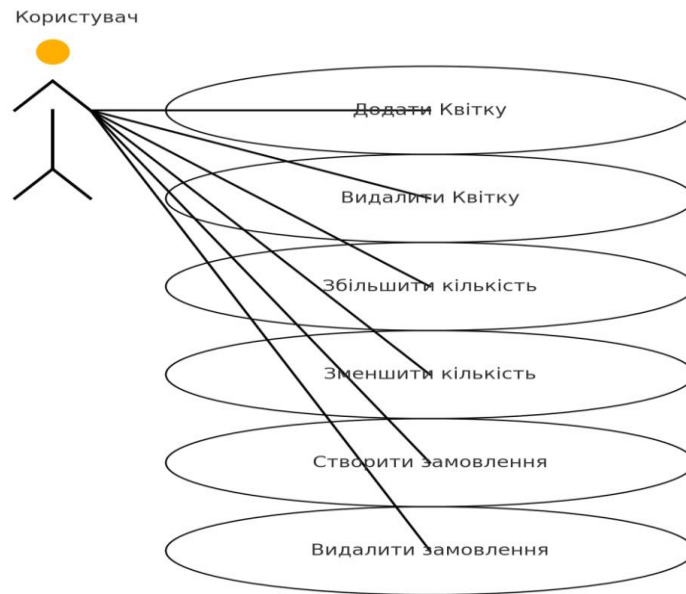 Користувач
Додати Квітку
Видалити Квітку
Збільшити кількість
Зменшити кількість
Створити замовлення
Видалити замовлення